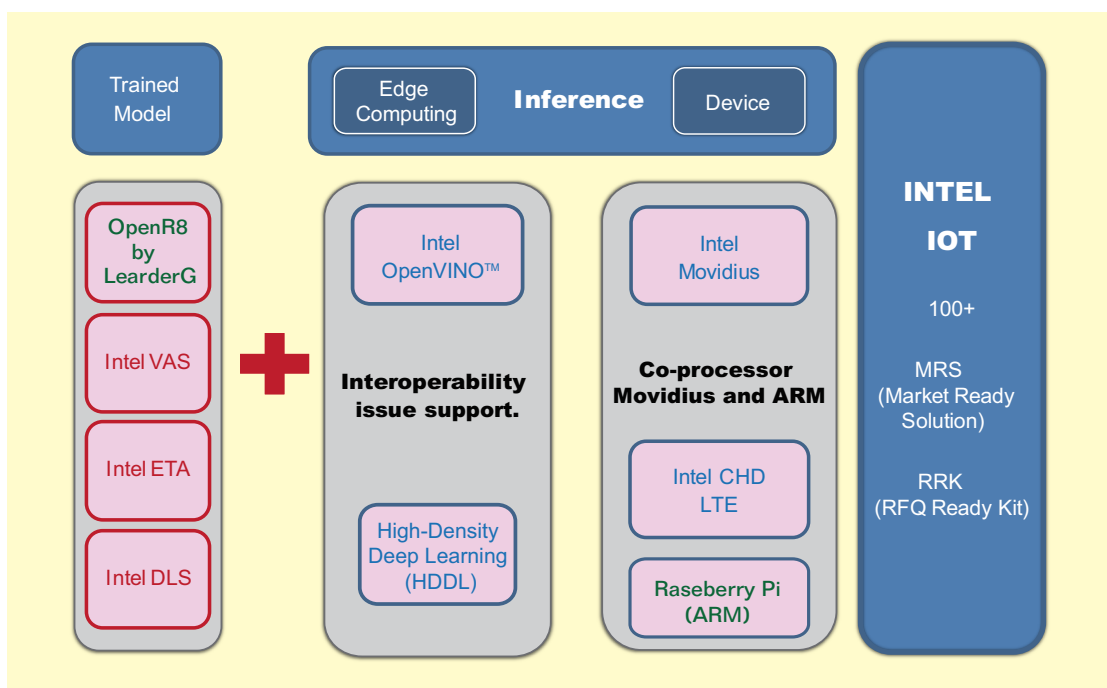 Trained
Model
Edge
Computing
Inference
Device
OpenR8
by
LearderG
Intel VAS
Intel ETA
Intel DLS
Intel
OpenVINO™
Interoperability
issue support.
High-Density
Deep Learning
(HDDL)
Intel
Movidius
Co-processor
Movidius and ARM
Intel CHD
LTE
Raseberry Pi
(ARM)
INTEL
IOT
100+
MRS
(Market Ready
Solution)
RRK
(RFQ Ready Kit)